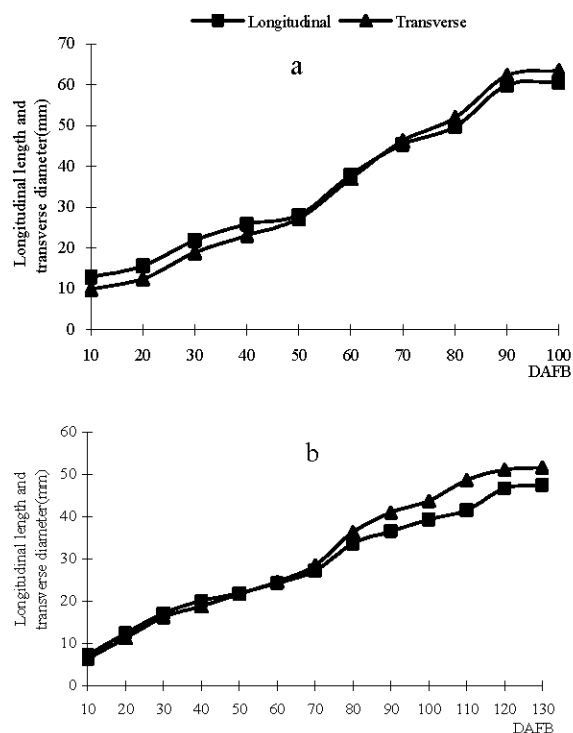 Longitudinal Transverse
a
Longitudinal length and
transverse diameter(mm)
70
60
50
40
30
20
10
0
10 20 30 40 50 60 70 80 90 100
DAFB
b
Longitudinal length and
transverse diameter(mm)
60
50
40
30
20
10
0
10 20 30 40 50 60 70 80 90 100 110 120 130
DAFB